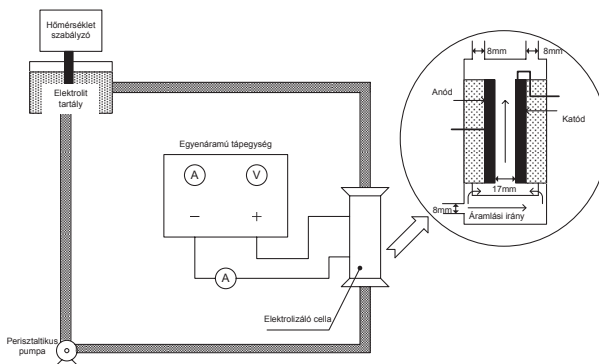 Hőmérséklet
szabályzó
Elektrolit
tartály
Egyenáramú tápegység
A
V
−
+
A
Elektrolizáló cella
Perisztaltikus
pumpa
8mm
8mm
Anód
Katód
17mm
8mm
Áramlási irány